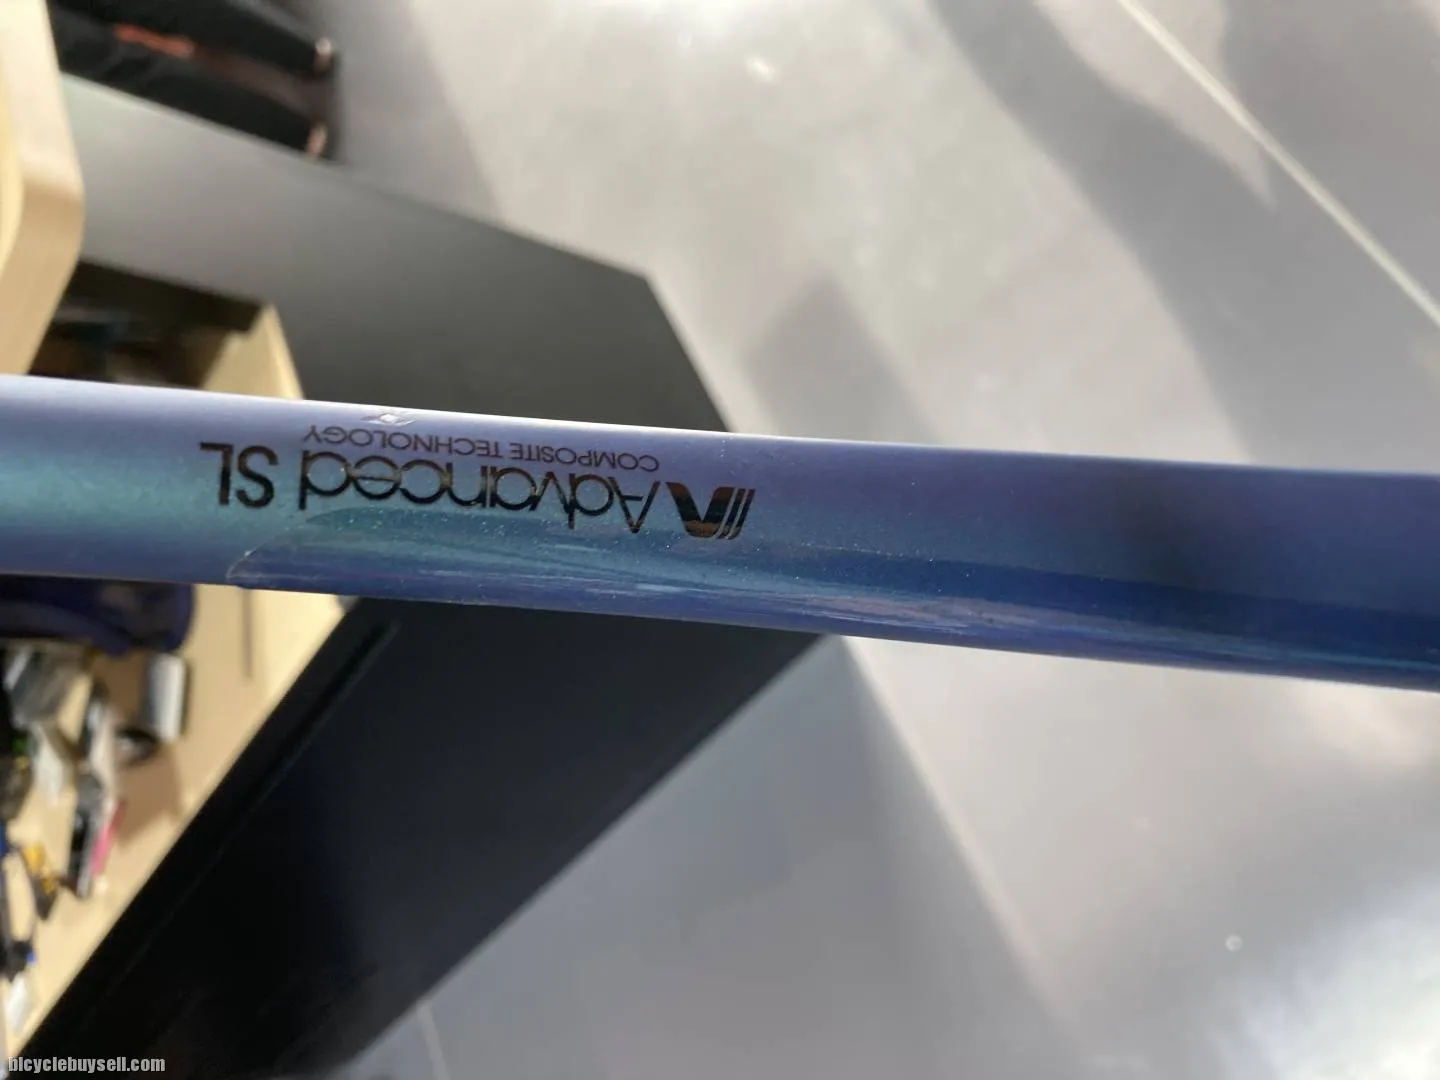 Advanced SL
COMPOSITE TECHNOLOGY
bicyclebuysell.com